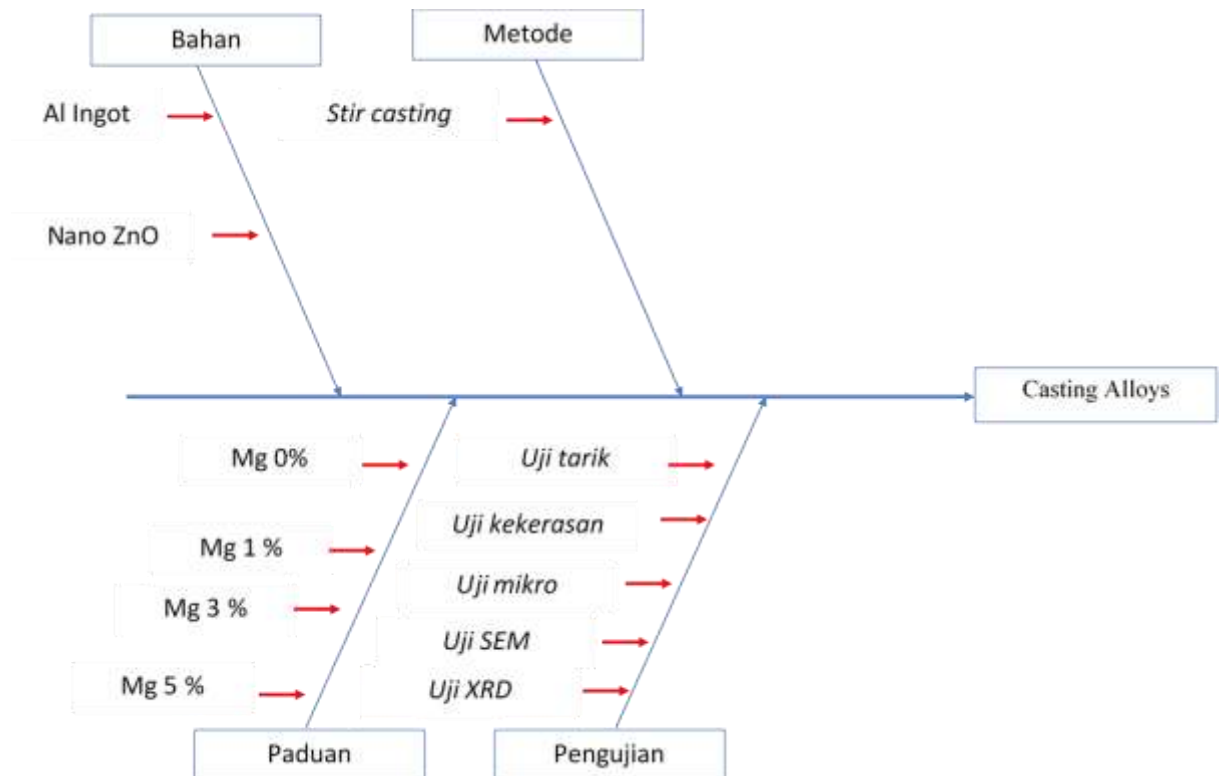 Bahan
Metode
Al Ingot
Stir casting
Nano ZnO
Casting Alloys
Mg 0%
Uji tarik
Uji kekerasan
Mg 1 %
Uji mikro
Mg 3 %
Uji SEM
Mg 5 %
Uji XRD
Paduan
Pengujian